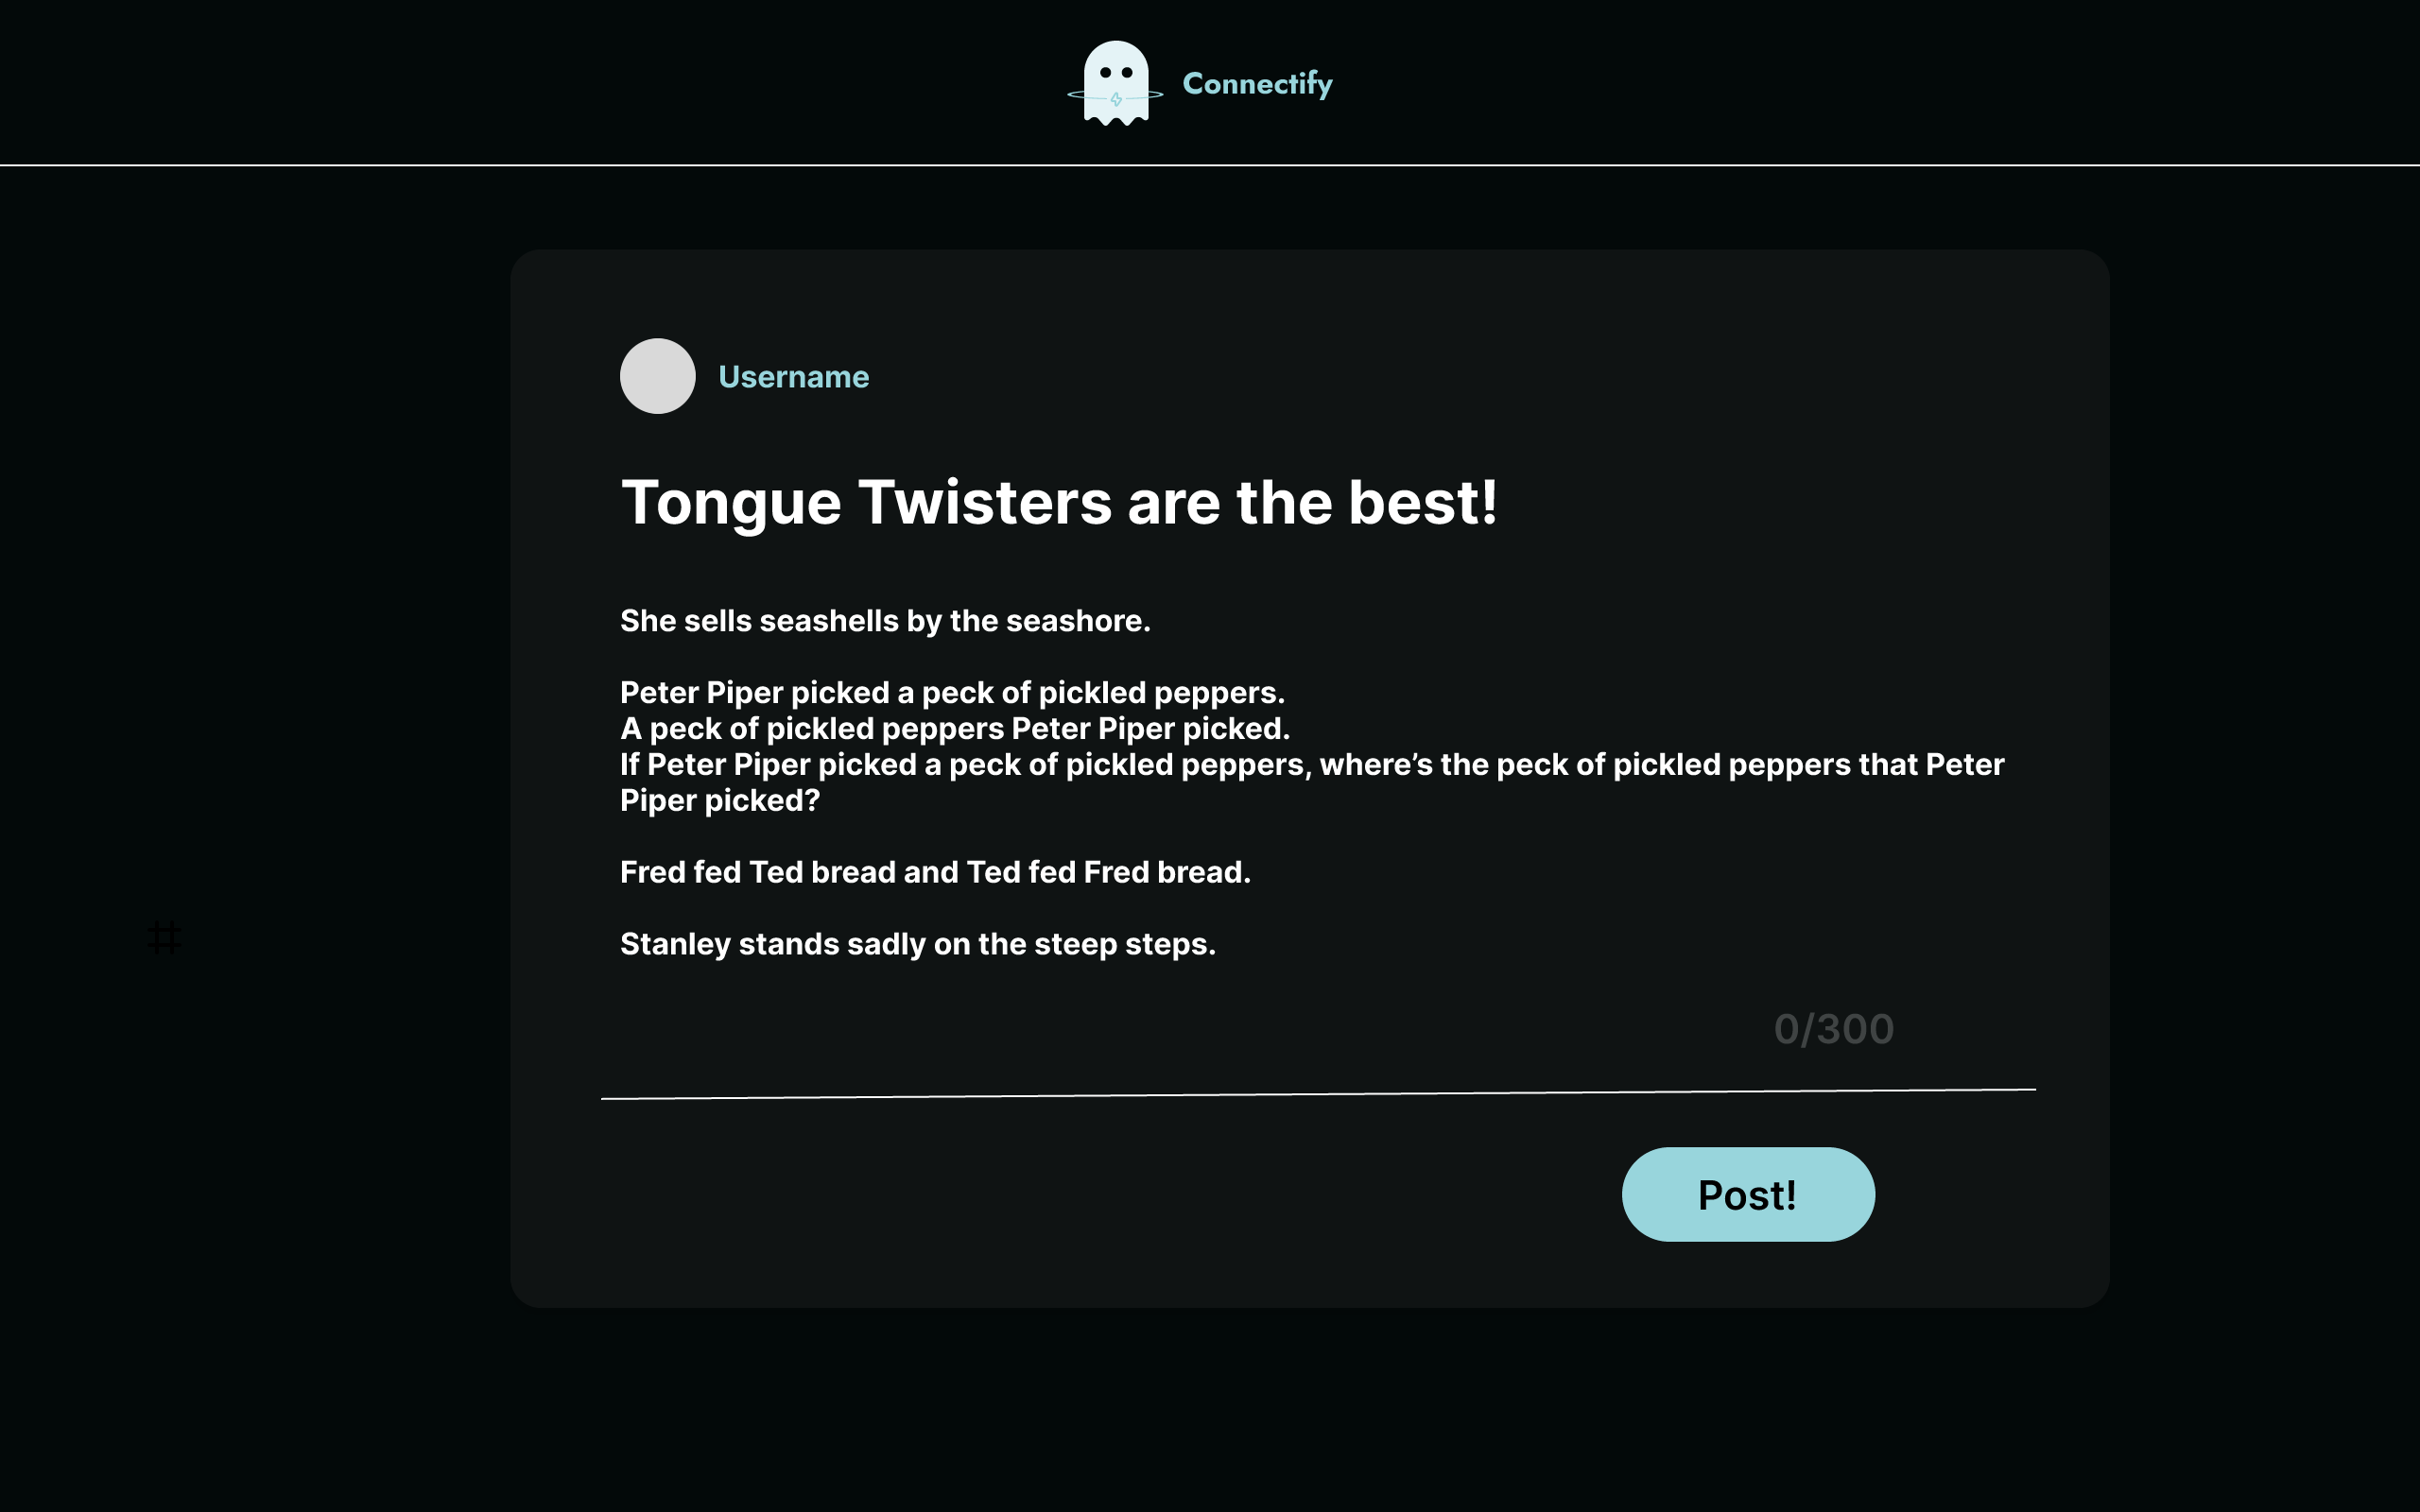 Connectify
Username
Tongue Twisters are the best!
She sells seashells by the seashore.
Peter Piper picked a peck of pickled peppers.
A peck of pickled peppers Peter Piper picked.
If Peter Piper picked a peck of pickled peppers, where’s the peck of pickled peppers that Peter
Piper picked?
Fred fed Ted bread and Ted fed Fred bread.
#
Stanley stands sadly on the steep steps.
0/300
Post!